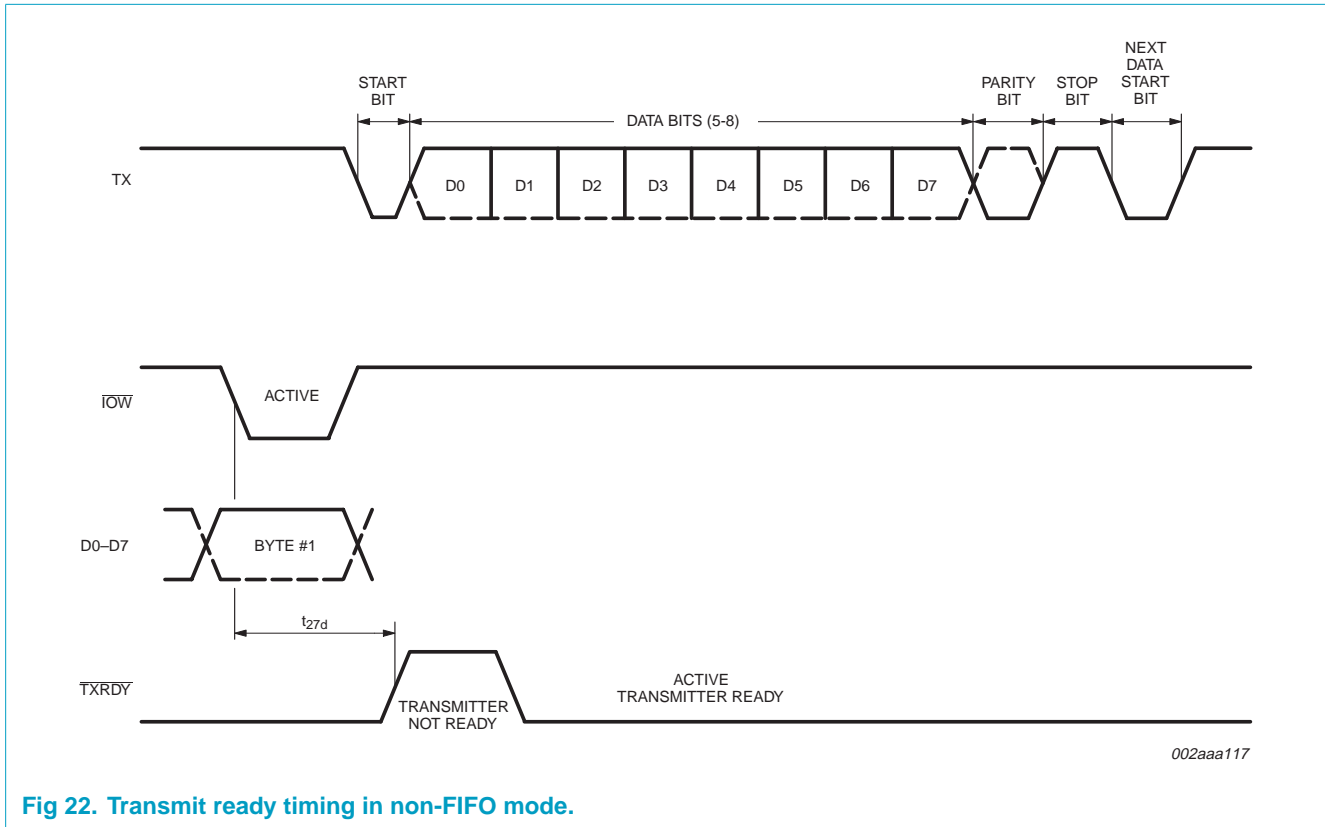 START
BIT
DATA BITS (5-8)
PARITY
BIT
STOP
BIT
NEXT
DATA
START
BIT
TX
D0
D1
D2
D3
D4
D5
D6
D7
IOW
ACTIVE
D0–D7
BYTE #1
t27d
TXRDY
TRANSMITTER
NOT READY
ACTIVE
TRANSMITTER READY
002aaa117
Fig 22. Transmit ready timing in non-FIFO mode.